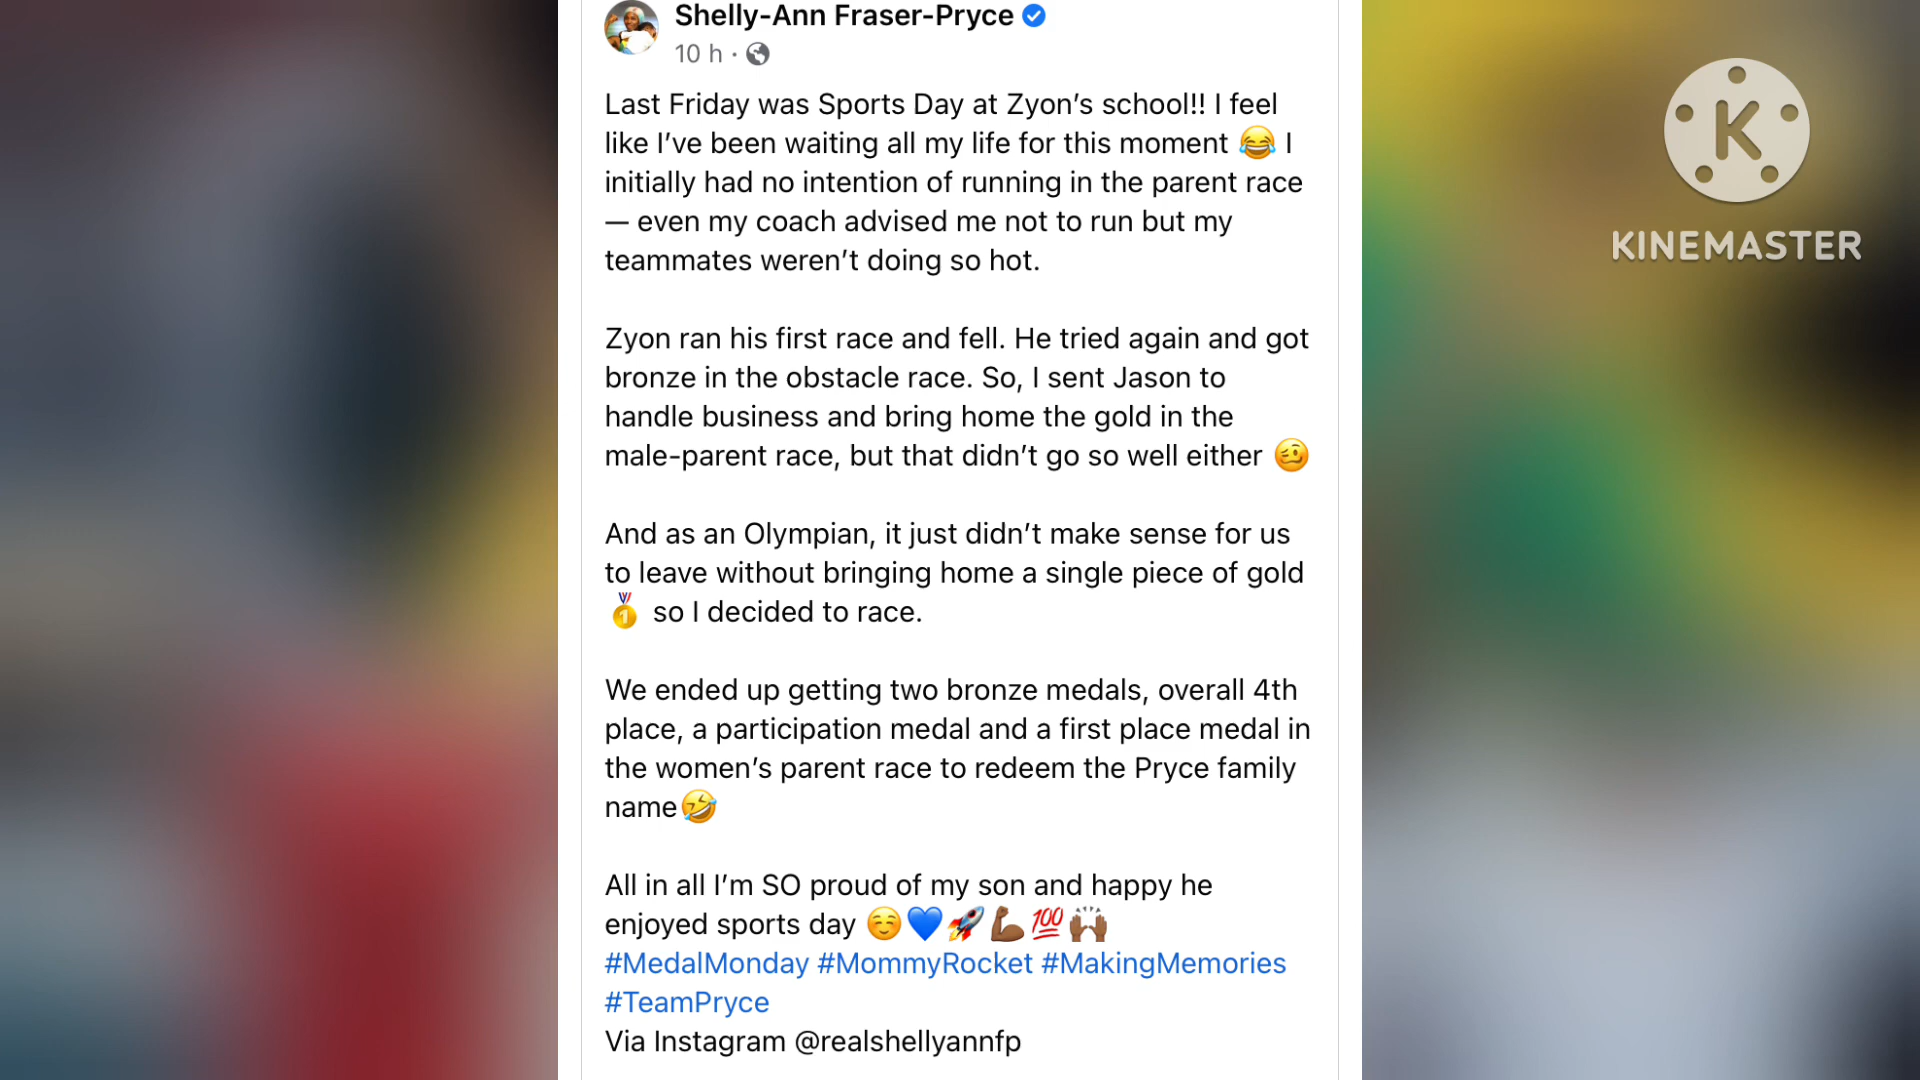 Shelly-Ann Fraser-Pryce
10 h ·
Last Friday was Sports Day at Zyon’s school!! I feel
like I’ve been waiting all my life for this moment 😂 I
initially had no intention of running in the parent race
— even my coach advised me not to run but my
teammates weren’t doing so hot.
Zyon ran his first race and fell. He tried again and got
bronze in the obstacle race. So, I sent Jason to
handle business and bring home the gold in the
male-parent race, but that didn’t go so well either 🥴
And as an Olympian, it just didn’t make sense for us
to leave without bringing home a single piece of gold
🥇 so I decided to race.
We ended up getting two bronze medals, overall 4th
place, a participation medal and a first place medal in
the women’s parent race to redeem the Pryce family
name🤣
All in all I’m SO proud of my son and happy he
enjoyed sports day ☺️💙🚀💪🏾💯🙌🏾
#MedalMonday #MommyRocket #MakingMemories
#TeamPryce
Via Instagram @realshellyannfp
K
KINEMASTER